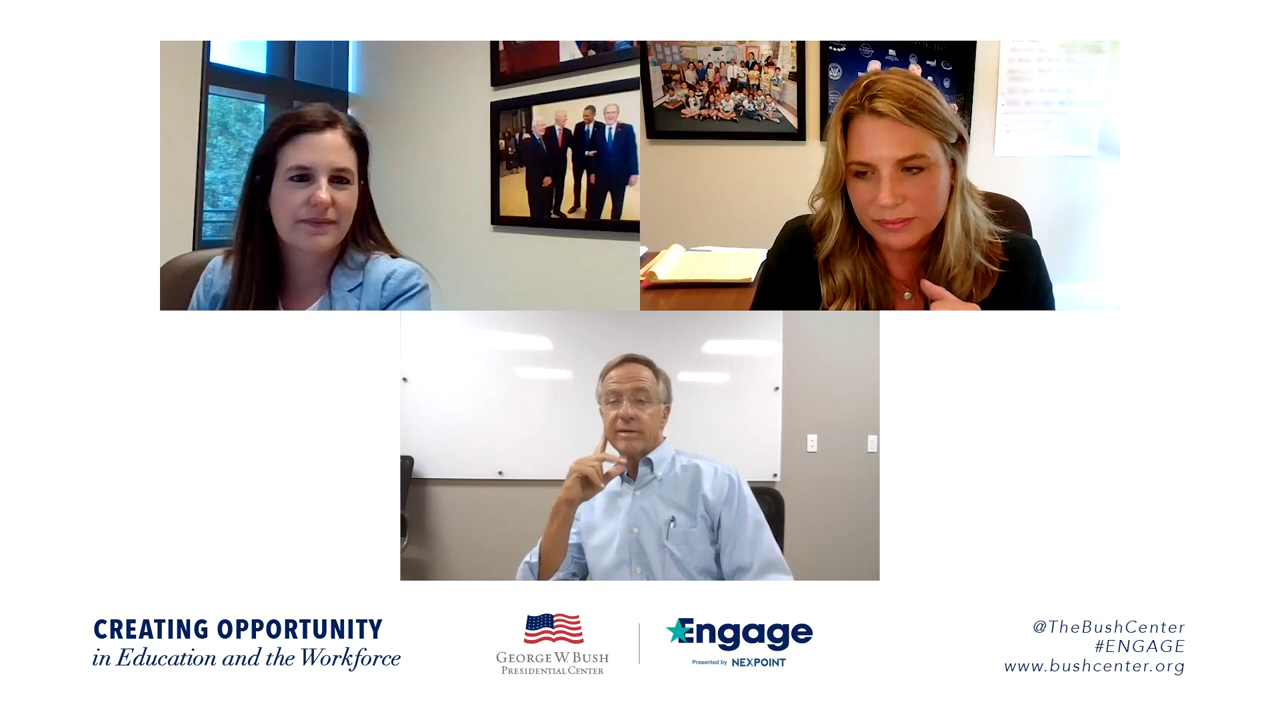 CREATING OPPORTUNITY
in Education and the Workforce
GEORGE W. BUSH
PRESIDENTIAL CENTER
Engage
Presented by NEXPOINT
@TheBushCenter
#ENGAGE
www.bushcenter.org